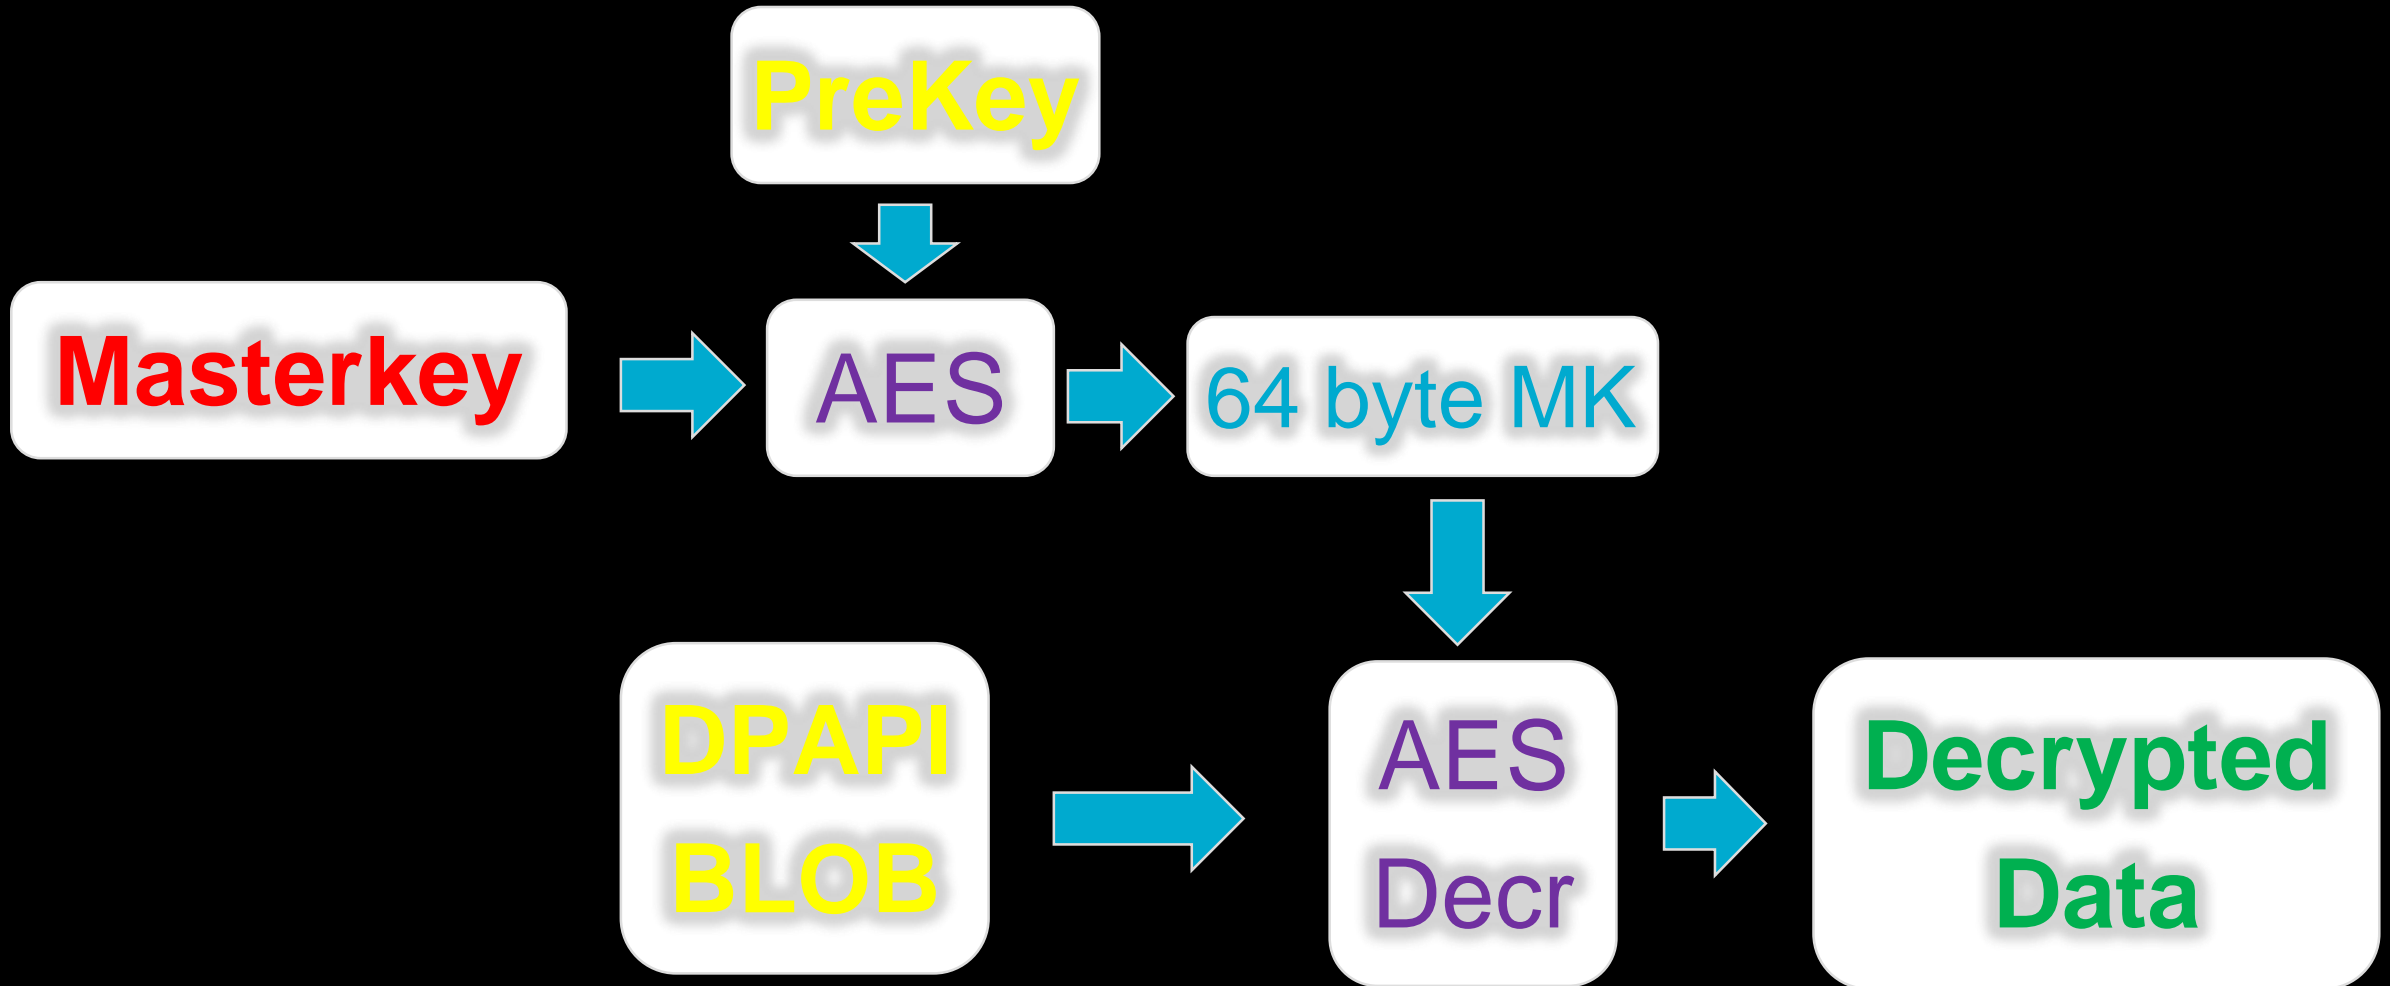 PreKey
Masterkey
AES
64 byte MK
DPAPI
BLOB
AES
Decr
Decrypted
Data